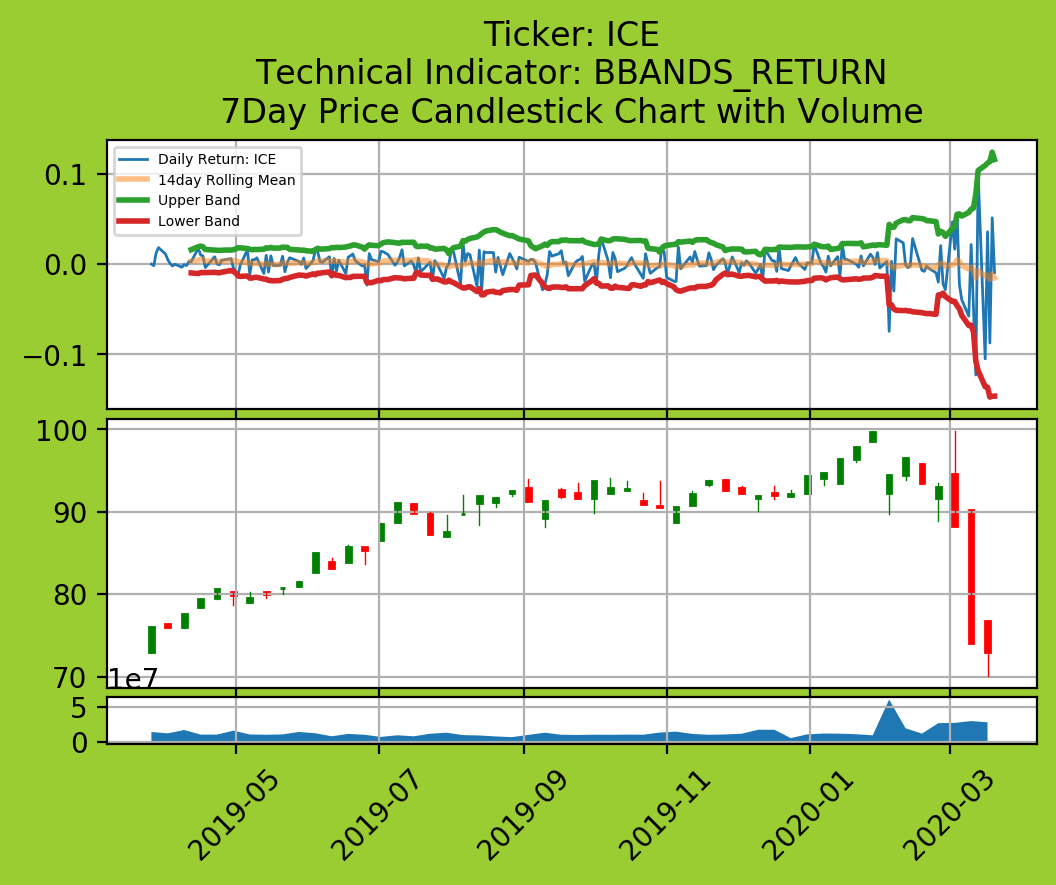 Ticker: ICE
Technical Indicator: BBANDS_RETURN
7Day Price Candlestick Chart with Volume
Daily Return: ICE
14day Rolling Mean
Upper Band
Lower Band
0.1
0.0
−0.1
100
90
80
70
1e7
5
0
2019-05
2019-07
2019-09
2019-11
2020-01
2020-03